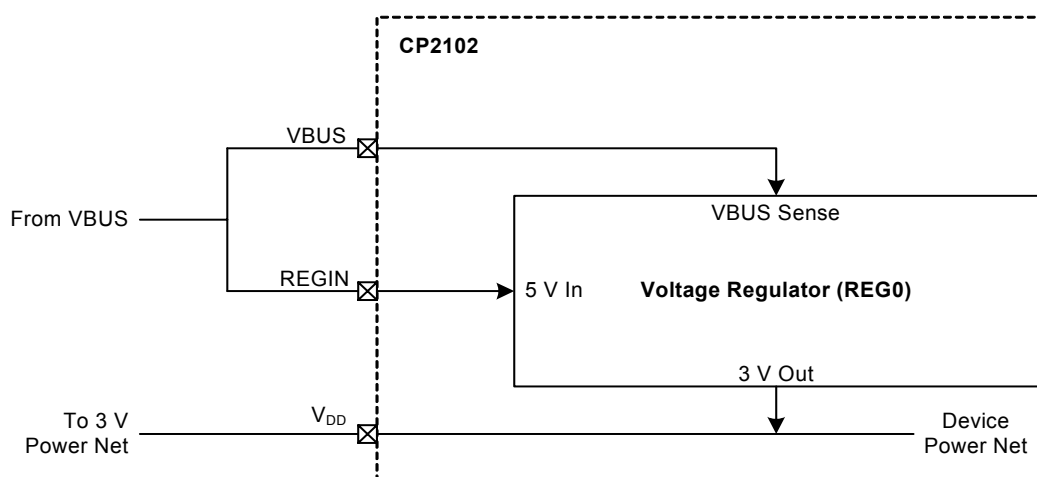 CP2102
VBUS
From VBUS
VBUS Sense
REGIN
5 V In
Voltage Regulator (REG0)
3 V Out
To 3 V
Power Net
VDD
Device
Power Net